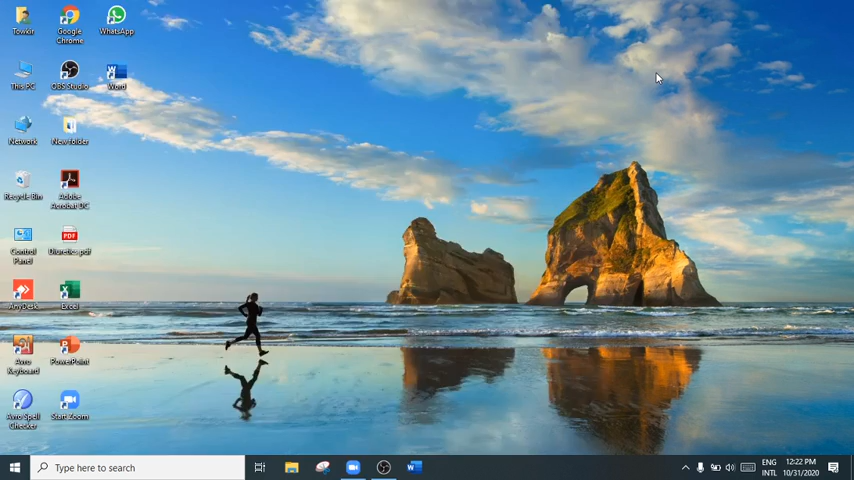 Towkir
Google
Chrome
WhatsApp
This PC
OBS Studio
Word
Network
New folder
Recycle Bin
Adobe
Acrobat DC
Control
Panel
Diuretics.pdf
AnyDesk
Excel
Avro
Keyboard
PowerPoint
Avro Spell
Checker
Start Zoom
Type here to search
ENG
INTL
12:22 PM
10/31/2020